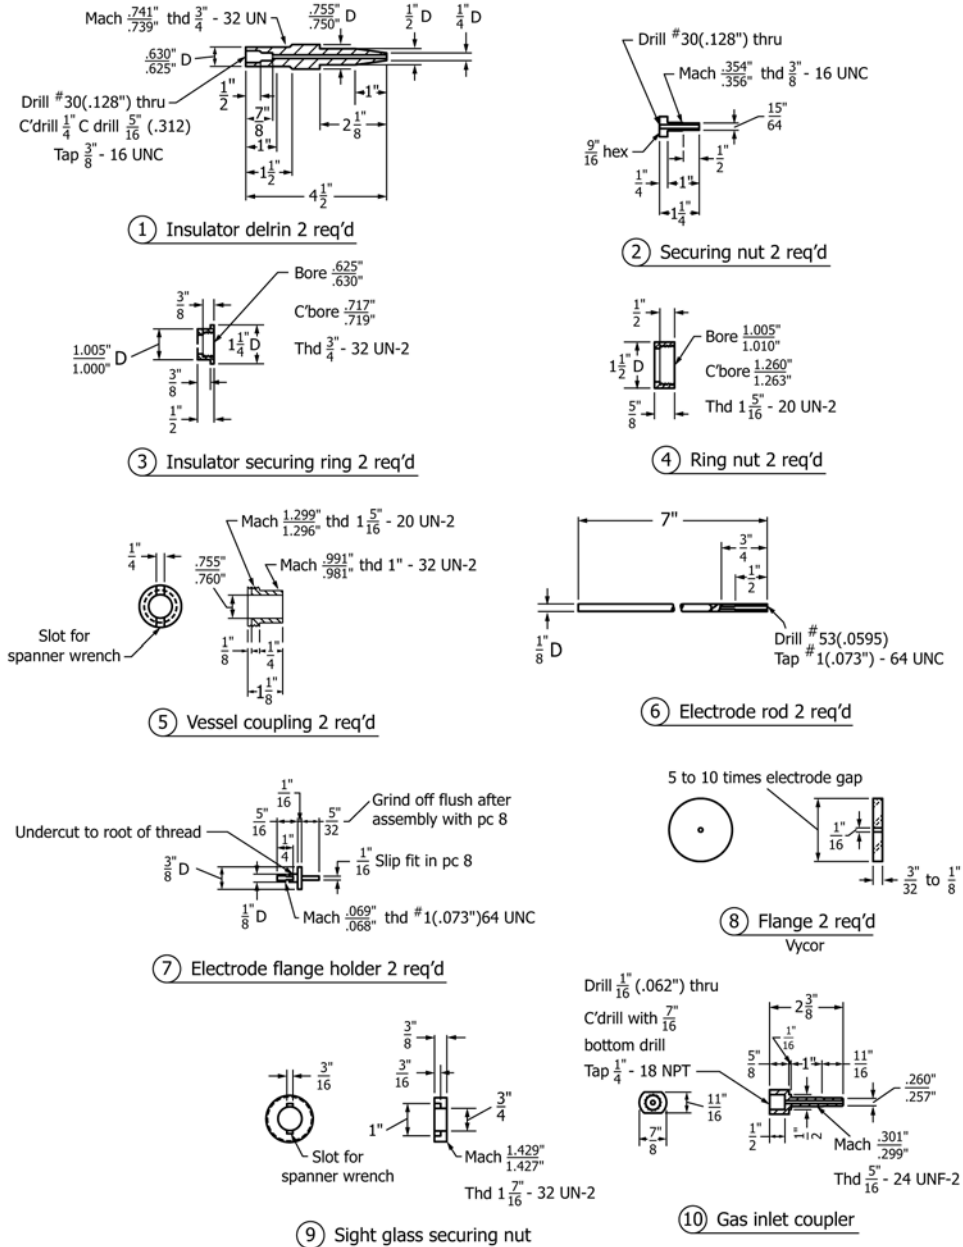 Mach .741"/.739" thd 3/4" - 32 UN
.755"/.750" D
1"/2 D
1"/4 D
.630"/.625" D
Drill #30(.128") thru
C'drill 1/4" C drill 5/16" (.312)
Tap 3/8" - 16 UNC
1"/2
7"/8
1"
1 1"/2
4 1"/2
2 1"/8
1"
1 Insulator delrin 2 req'd
Drill #30(.128") thru
Mach .354"/.356" thd 3/8" - 16 UNC
15"/64
9"/16 hex
1"/2
1"/4
1"
1 1"/4
2 Securing nut 2 req'd
Bore .625"/.630"
C'bore .717"/.719"
Thd 3/4" - 32 UN-2
3"/8
1.005"/1.000" D
1 1"/4 D
3"/8
1"/2
3 Insulator securing ring 2 req'd
1"/2
Bore 1.005"/1.010"
C'bore 1.260"/1.263"
Thd 1 5/16" - 20 UN-2
1 1"/2 D
5"/8
4 Ring nut 2 req'd
Mach 1.299"/1.296" thd 1 5/16" - 20 UN-2
Mach .991"/.981" thd 1" - 32 UN-2
1"/4
.755"/.760"
Slot for
spanner wrench
1"/8
1"/4
1 1"/8
5 Vessel coupling 2 req'd
7"
3"/4
1"/2
1"/8 D
Drill #53(.0595)
Tap #1(.073") - 64 UNC
6 Electrode rod 2 req'd
1"/16
5"/16
5"/32
Grind off flush after
assembly with pc 8
Undercut to root of thread
1"/4
3"/8 D
1"/16 Slip fit in pc 8
1"/8 D
Mach .069"/.068" thd #1(.073")64 UNC
7 Electrode flange holder 2 req'd
5 to 10 times electrode gap
1"/16
3"/32 to 1"/8
8 Flange 2 req'd
Vycor
3"/8
3"/16
3"/16
3"/4
1"
Slot for
spanner wrench
Mach 1.429"/1.427"
Thd 1 7/16" - 32 UN-2
9 Sight glass securing nut
Drill 1/16" (.062") thru
C'drill with 7/16"
bottom drill
Tap 1/4" - 18 NPT
2 3"/8
1"/16
5"/8
1"
11"/16
.260"/.257"
11"/16
7"/8
1"/2
1"/2
Mach .301"/.299"
Thd 5/16" - 24 UNF-2
10 Gas inlet coupler